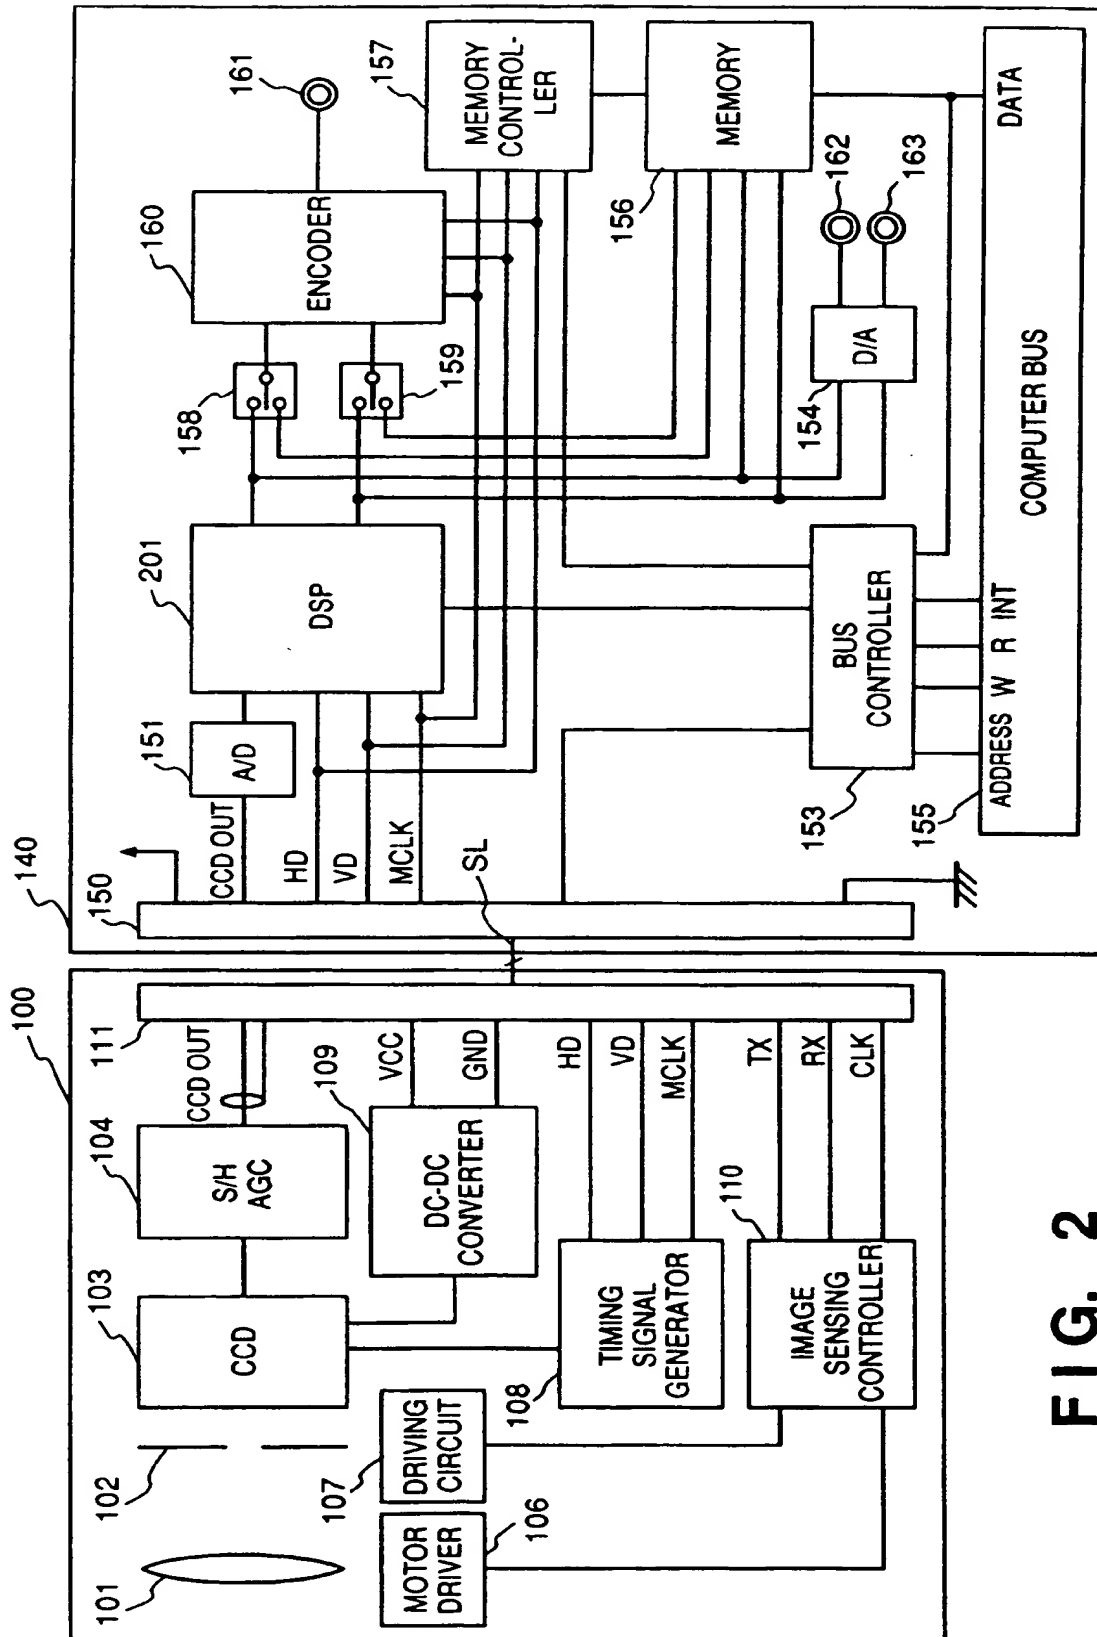 100
101
102
103
CCD
104
S/H
AGC
CCD OUT
111
106
MOTOR
DRIVER
107
DRIVING
CIRCUIT
109
DC-DC
CONVERTER
VCC
GND
108
TIMING
SIGNAL
GENERATOR
HD
VD
MCLK
110
IMAGE
SENSING
CONTROLLER
TX
RX
CLK
SL
140
150
CCD OUT
HD
VD
MCLK
151
A/D
201
DSP
158
159
160
ENCODER
161
157
MEMORY
CONTROL-
LER
156
MEMORY
162
163
154
D/A
153
BUS
CONTROLLER
155
ADDRESS W R INT
DATA
COMPUTER BUS
FIG. 2